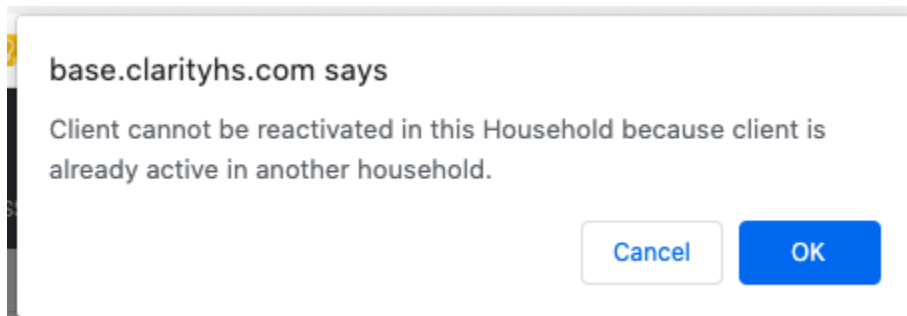 base.clarityhs.com says
Client cannot be reactivated in this Household because client is
already active in another household.
Cancel
OK